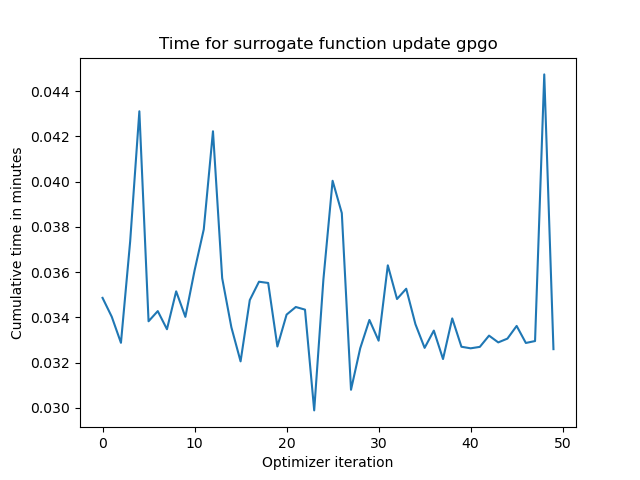 Time for surrogate function update gpgo
Cumulative time in minutes
0.044
0.042
0.040
0.038
0.036
0.034
0.032
0.030
0 10 20 30 40 50
Optimizer iteration